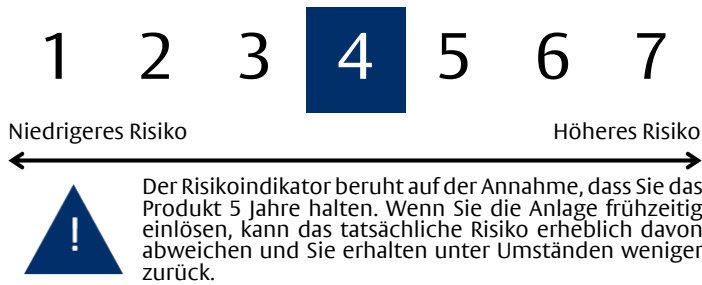 1 2 3 4 5 6 7
Niedrigeres Risiko Höheres Risiko
!
Der Risikoindikator beruht auf der Annahme, dass Sie das
Produkt 5 Jahre halten. Wenn Sie die Anlage frühzeitig
einlösen, kann das tatsächliche Risiko erheblich davon
abweichen und Sie erhalten unter Umständen weniger
zurück.